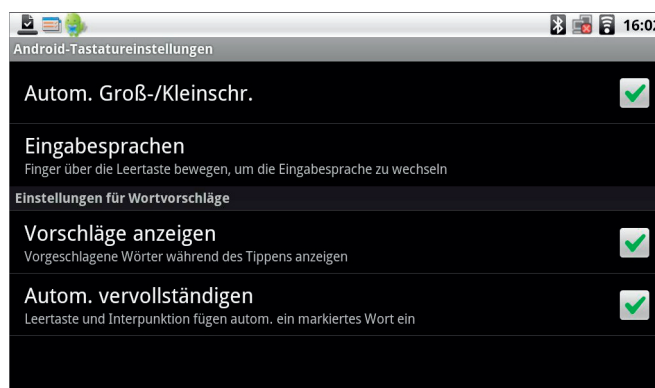 16:02
Android-Tastatureinstellungen
Autom. Groß-/Kleinschr.
Eingabesprachen
Finger über die Leertaste bewegen, um die Eingabesprache zu wechseln
Einstellungen für Wortvorschläge
Vorschläge anzeigen
Vorgeschlagene Wörter während des Tippens anzeigen
Autom. vervollständigen
Leertaste und Interpunktion fügen autom. ein markiertes Wort ein